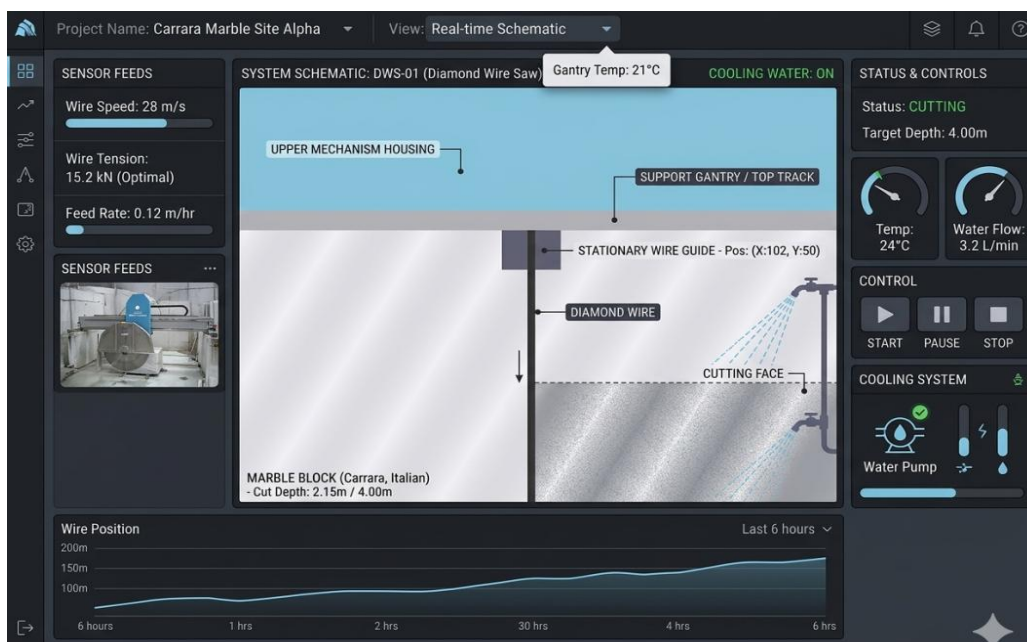 Project Name: Carrara Marble Site Alpha
View: Real-time Schematic
Gantry Temp: 21°C
SENSOR FEEDS
Wire Speed: 28 m/s
Wire Tension:
15.2 kN (Optimal)
Feed Rate: 0.12 m/hr
SENSOR FEEDS
SYSTEM SCHEMATIC: DWS-01 (Diamond Wire Saw)
COOLING WATER: ON
UPPER MECHANISM HOUSING
SUPPORT GANTRY / TOP TRACK
STATIONARY WIRE GUIDE - Pos: (X:102, Y:50)
DIAMOND WIRE
CUTTING FACE
MARBLE BLOCK (Carrara, Italian)
- Cut Depth: 2.15m / 4.00m
STATUS & CONTROLS
Status: CUTTING
Target Depth: 4.00m
Temp:
24°C
Water Flow:
3.2 L/min
CONTROL
START
PAUSE
STOP
COOLING SYSTEM
Water Pump
Wire Position
Last 6 hours
200m
150m
100m
6 hours
1 hrs
2 hrs
30 hrs
4 hrs
6 hrs